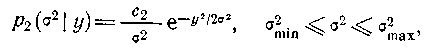 p₂(σ² | y) = c₂/σ² e^{−y²/2σ²}, σ²_min ⩽ σ² ⩽ σ²_max,